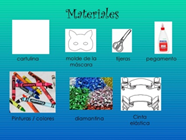 Materiales
cartulina
molde de la
máscara
tijeras
pegamento
Pinturas / colores
diamantina
Cinta
elástica